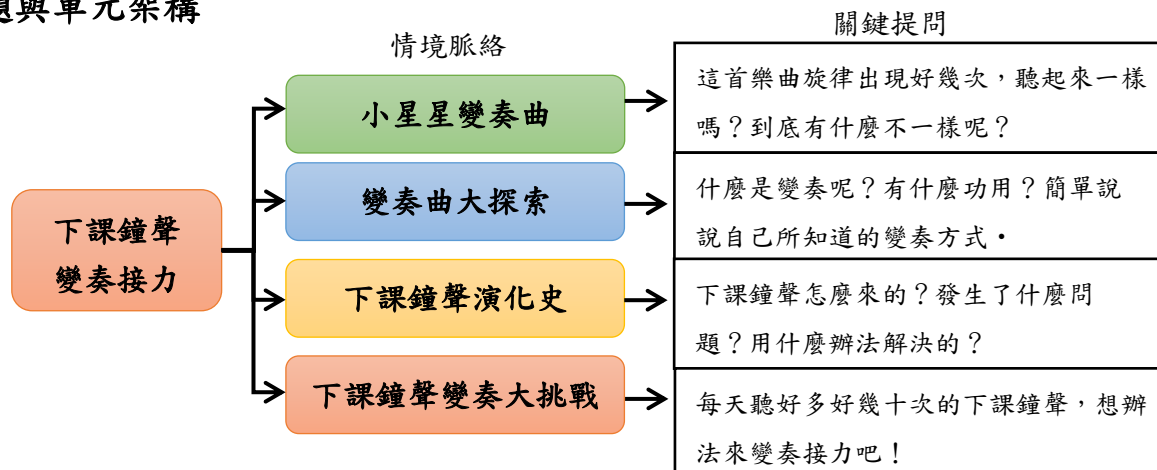 題與單元架構
情境脈絡
關鍵提問
下課鐘聲
變奏接力
小星星變奏曲
這首樂曲旋律出現好幾次，聽起來一樣
嗎？到底有什麼不一樣呢？
變奏曲大探索
什麼是變奏呢？有什麼功用？簡單說
說自己所知道的變奏方式‧
下課鐘聲演化史
下課鐘聲怎麼來的？發生了什麼問
題？用什麼辦法解決的？
下課鐘聲變奏大挑戰
每天聽好多好幾十次的下課鐘聲，想辦
法來變奏接力吧！